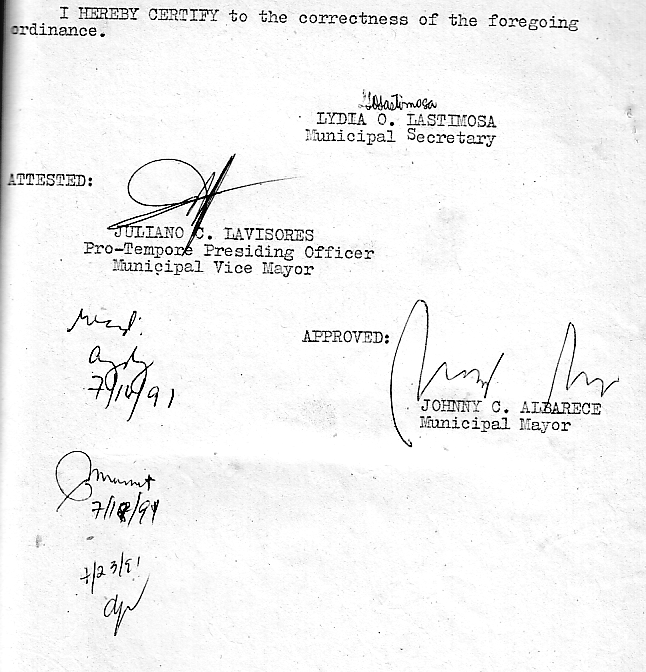 I HEREBY CERTIFY to the correctness of the foregoing
ordinance.
LYDIA O. LASTIMOSA
Municipal Secretary
ATTESTED:
JULIANO C. LAVISORES
Pro-Tempore Presiding Officer
Municipal Vice Mayor
APPROVED:
JOHNNY C. ALBARECE
Municipal Mayor
7/10/91
7/18/91
7/23/91